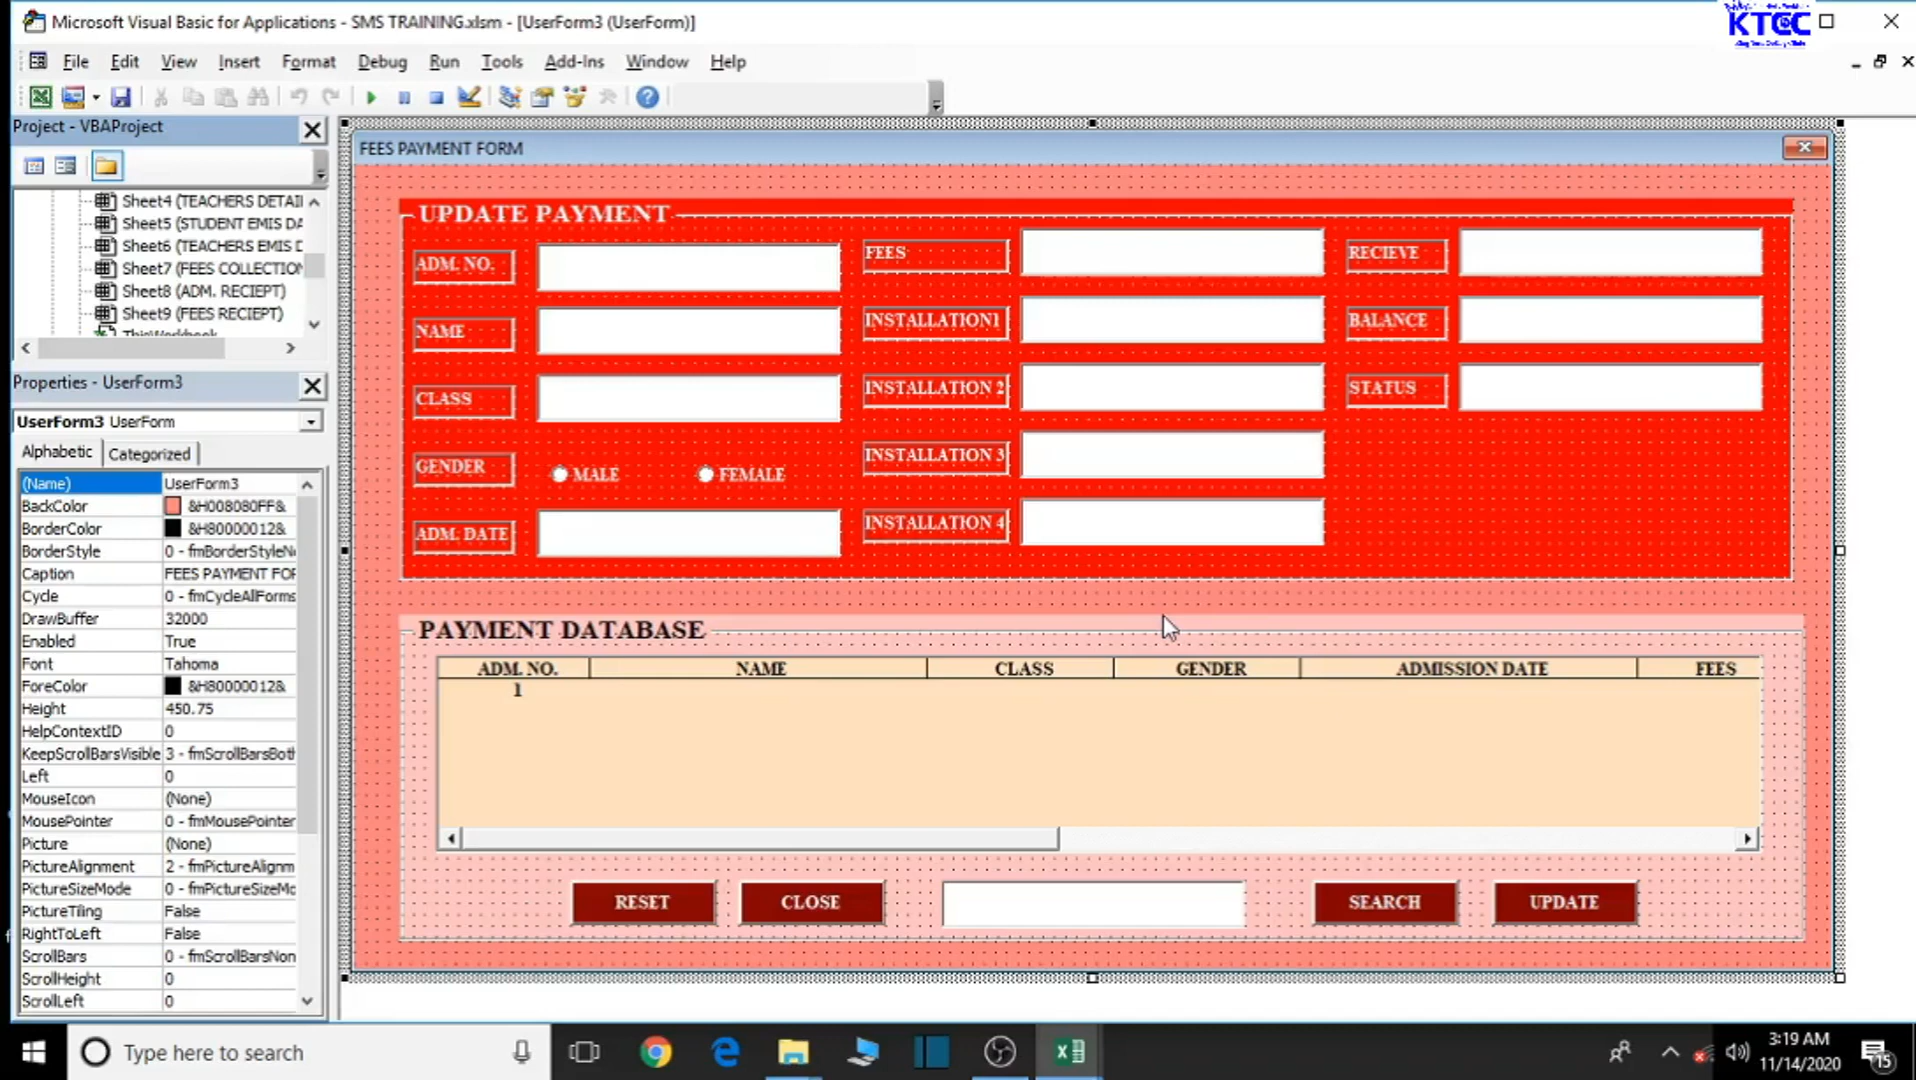 Microsoft Visual Basic for Applications - SMS TRAINING.xlsm - [UserForm3 (UserForm)]
KTCC
File Edit View Insert Format Debug Run Tools Add-Ins Window Help
Project - VBAProject
Sheet4 (TEACHERS DETAI
Sheet5 (STUDENT EMIS DA
Sheet6 (TEACHERS EMIS D
Sheet7 (FEES COLLECTION
Sheet8 (ADM. RECIEPT)
Sheet9 (FEES RECIEPT)
ThisWorkbook
Properties - UserForm3
UserForm3 UserForm
Alphabetic Categorized
(Name) UserForm3
BackColor &H008080FF&
BorderColor &H80000012&
BorderStyle 0 - fmBorderStyleNo
Caption FEES PAYMENT FOR
Cycle 0 - fmCycleAllForms
DrawBuffer 32000
Enabled True
Font Tahoma
ForeColor &H80000012&
Height 450.75
HelpContextID 0
KeepScrollBarsVisible 3 - fmScrollBarsBoth
Left 0
MouseIcon (None)
MousePointer 0 - fmMousePointer
Picture (None)
PictureAlignment 2 - fmPictureAlignm
PictureSizeMode 0 - fmPictureSizeMo
PictureTiling False
RightToLeft False
ScrollBars 0 - fmScrollBarsNon
ScrollHeight 0
ScrollLeft 0
FEES PAYMENT FORM
UPDATE PAYMENT
ADM. NO. FEES RECIEVE
NAME INSTALLATION1 BALANCE
CLASS INSTALLATION 2 STATUS
GENDER MALE FEMALE INSTALLATION 3
ADM. DATE INSTALLATION 4
PAYMENT DATABASE
ADM. NO. NAME CLASS GENDER ADMISSION DATE FEES
1
RESET CLOSE SEARCH UPDATE
Type here to search
3:19 AM
11/14/2020
15